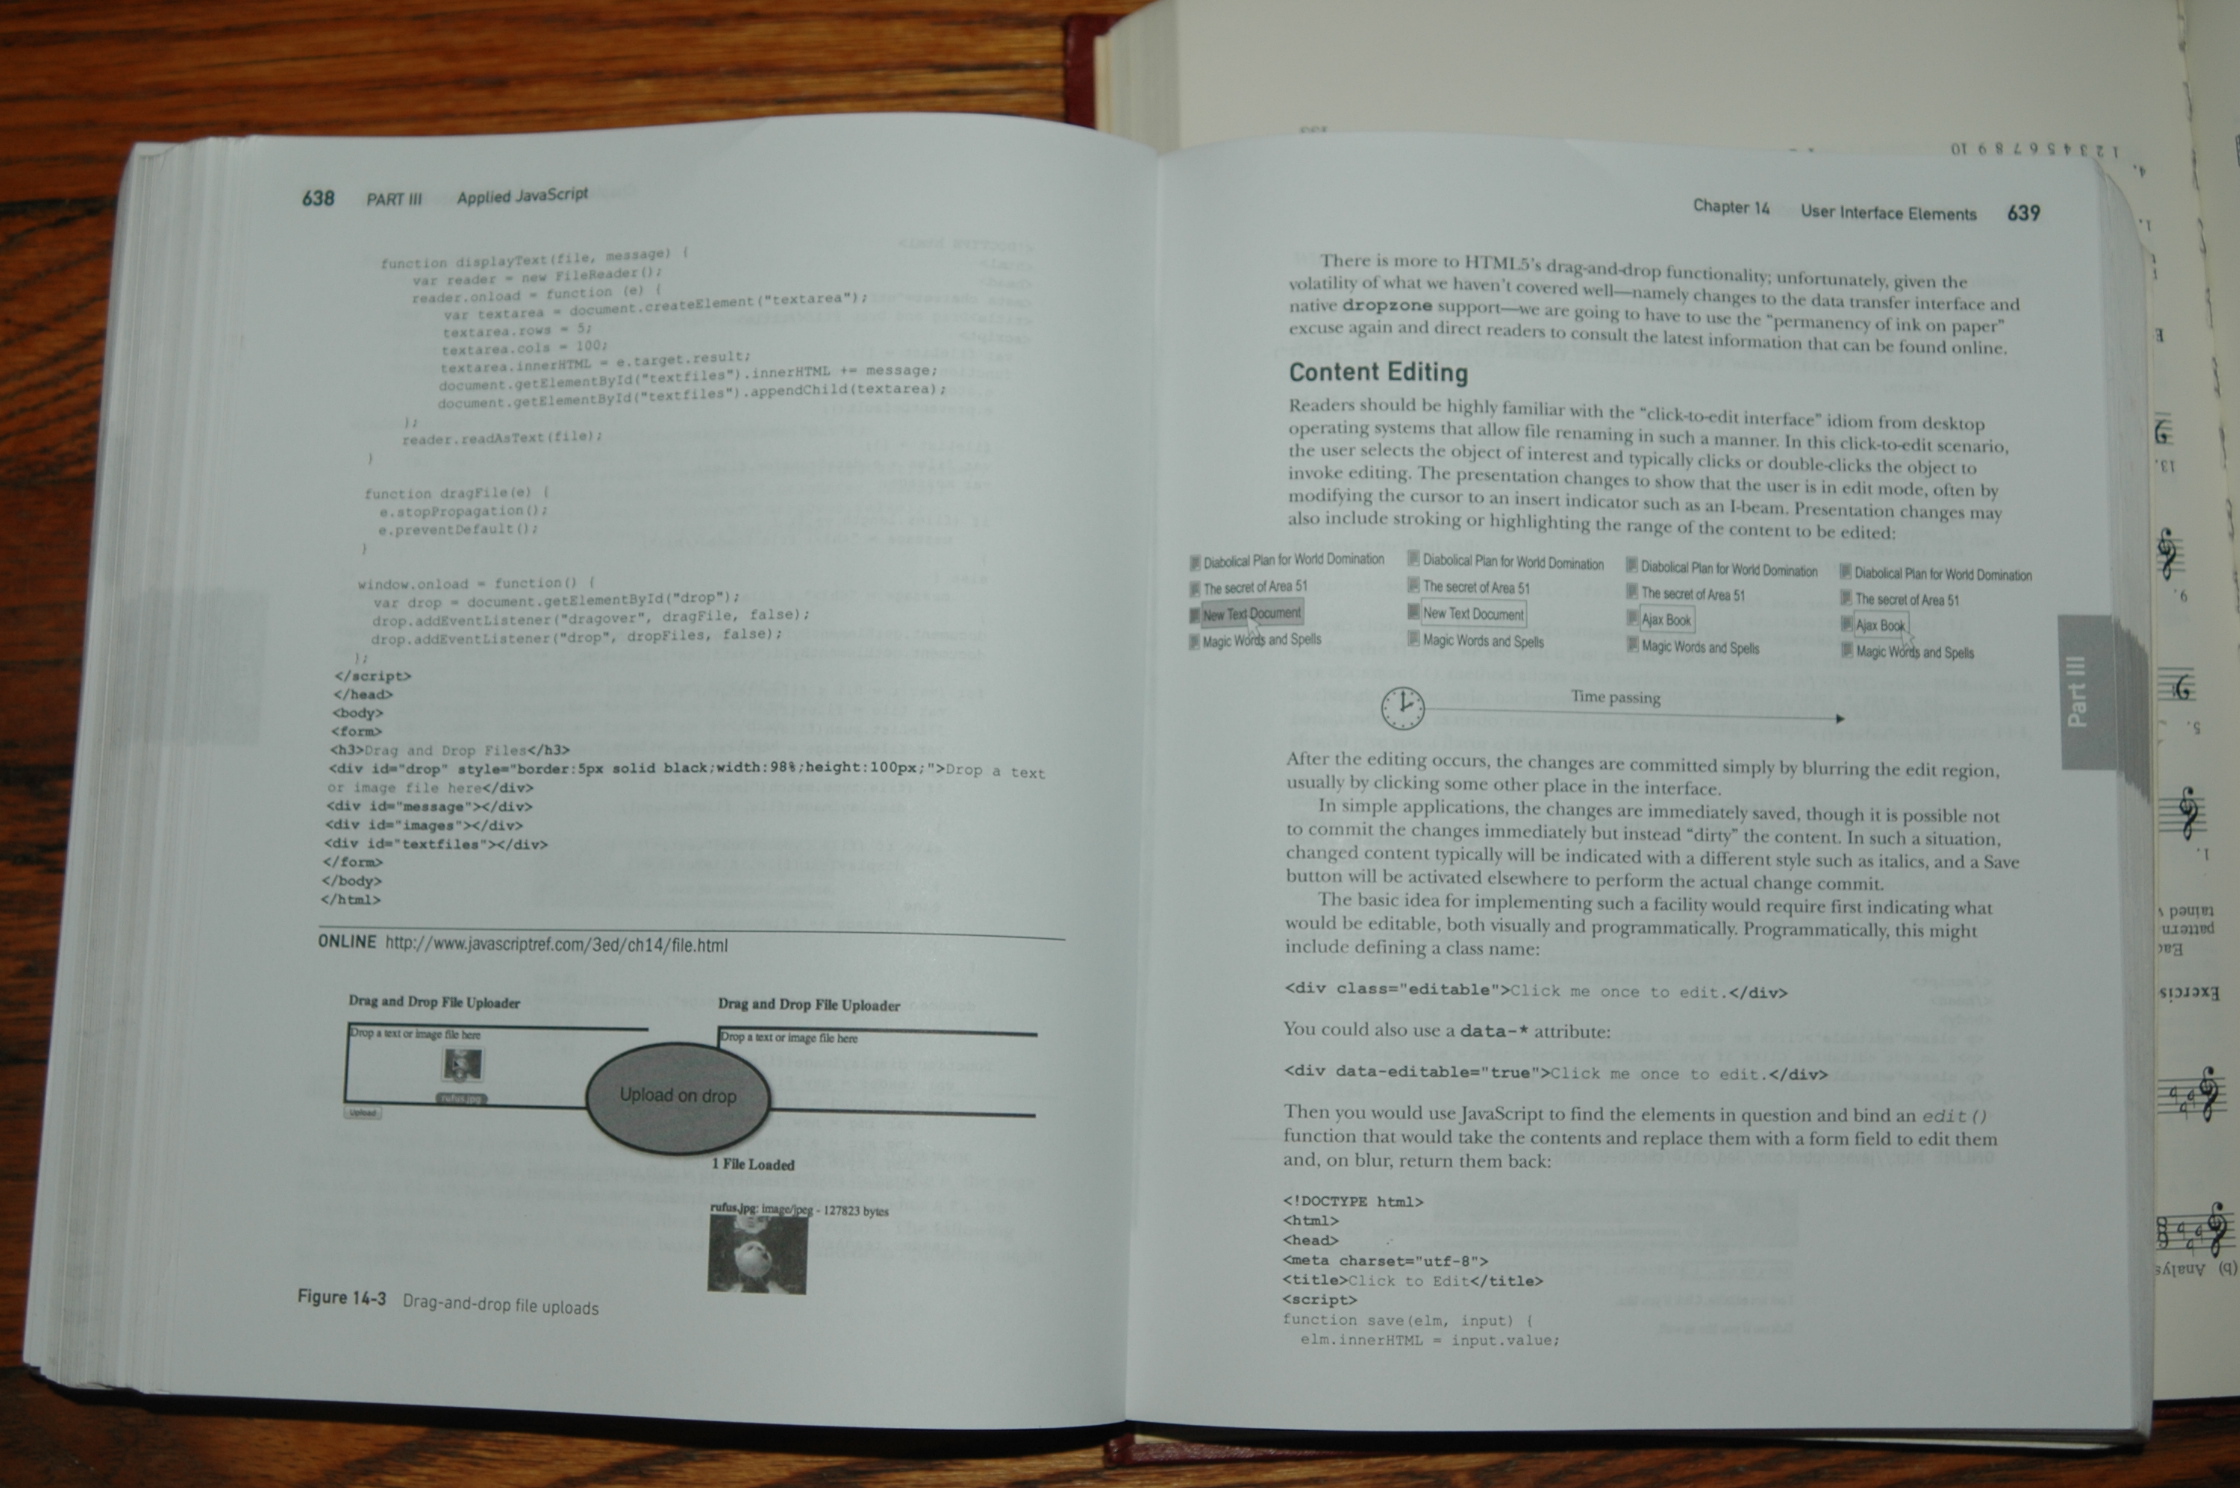 638 PART III Applied JavaScript
function displayText(file, message) {
var reader = new FileReader();
reader.onload = function (e) {
var textarea = document.createElement("textarea");
textarea.rows = 5;
textarea.cols = 100;
textarea.innerHTML = e.target.result;
document.getElementById("textfiles").innerHTML += message;
document.getElementById("textfiles").appendChild(textarea);
};
reader.readAsText(file);
}
function dragFile(e) {
e.stopPropagation();
e.preventDefault();
}
window.onload = function() {
var drop = document.getElementById("drop");
drop.addEventListener("dragover", dragFile, false);
drop.addEventListener("drop", dropFiles, false);
};
</script>
</head>
<body>
<form>
<h3>Drag and Drop Files</h3>
<div id="drop" style="border:5px solid black;width:98%;height:100px;">Drop a text
or image file here</div>
<div id="message"></div>
<div id="images"></div>
<div id="textfiles"></div>
</form>
</body>
</html>
ONLINE http://www.javascriptref.com/3ed/ch14/file.html
Drag and Drop File Uploader
Drop a text or image file here
Upload
Upload on drop
Drag and Drop File Uploader
Drop a text or image file here
1 File Loaded
rufus.jpg: image/jpeg - 127823 bytes
Figure 14-3 Drag-and-drop file uploads
Chapter 14 User Interface Elements 639
There is more to HTML5's drag-and-drop functionality; unfortunately, given the
volatility of what we haven't covered well—namely changes to the data transfer interface and
native dropzone support—we are going to have to use the "permanency of ink on paper"
excuse again and direct readers to consult the latest information that can be found online.
Content Editing
Readers should be highly familiar with the "click-to-edit interface" idiom from desktop
operating systems that allow file renaming in such a manner. In this click-to-edit scenario,
the user selects the object of interest and typically clicks or double-clicks the object to
invoke editing. The presentation changes to show that the user is in edit mode, often by
modifying the cursor to an insert indicator such as an I-beam. Presentation changes may
also include stroking or highlighting the range of the content to be edited:
Diabolical Plan for World Domination
The secret of Area 51
New Text Document
Magic Words and Spells
Diabolical Plan for World Domination
The secret of Area 51
New Text Document
Magic Words and Spells
Diabolical Plan for World Domination
The secret of Area 51
Ajax Book
Magic Words and Spells
Diabolical Plan for World Domination
The secret of Area 51
Ajax Book
Magic Words and Spells
Time passing
After the editing occurs, the changes are committed simply by blurring the edit region,
usually by clicking some other place in the interface.
In simple applications, the changes are immediately saved, though it is possible not
to commit the changes immediately but instead "dirty" the content. In such a situation,
changed content typically will be indicated with a different style such as italics, and a Save
button will be activated elsewhere to perform the actual change commit.
The basic idea for implementing such a facility would require first indicating what
would be editable, both visually and programmatically. Programmatically, this might
include defining a class name:
<div class="editable">Click me once to edit.</div>
You could also use a data-* attribute:
<div data-editable="true">Click me once to edit.</div>
Then you would use JavaScript to find the elements in question and bind an edit()
function that would take the contents and replace them with a form field to edit them
and, on blur, return them back:
<!DOCTYPE html>
<html>
<head>
<meta charset="utf-8">
<title>Click to Edit</title>
<script>
function save(elm, input) {
elm.innerHTML = input.value;
Part III
(b) Analys
Exercis
Eac
pattern
tained
1.
5.
9.
13.
E
1.
4.
1 2 3 4 5 6 7 8 9 10